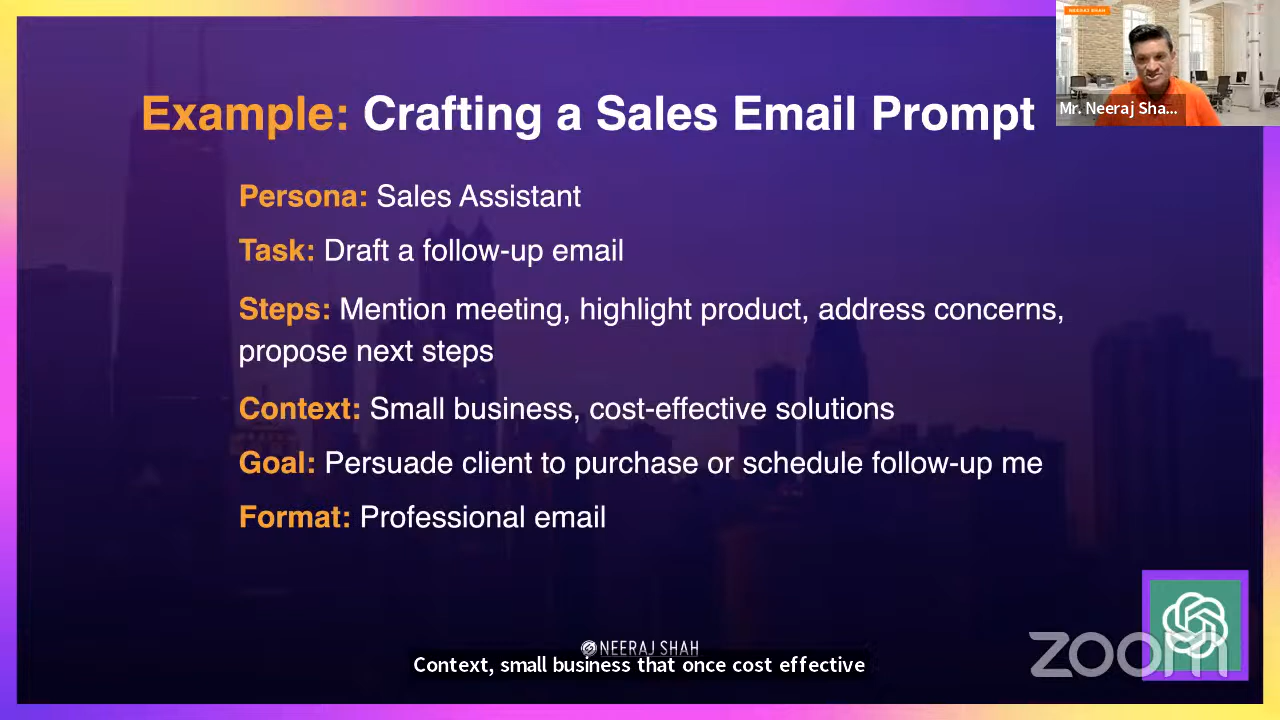 NEERAJ SHAH
Mr. Neeraj Sha...
Example: Crafting a Sales Email Prompt
Persona: Sales Assistant
Task: Draft a follow-up email
Steps: Mention meeting, highlight product, address concerns,
propose next steps
Context: Small business, cost-effective solutions
Goal: Persuade client to purchase or schedule follow-up me
Format: Professional email
NEERAJ SHAH
Context, small business that once cost effective
zoom